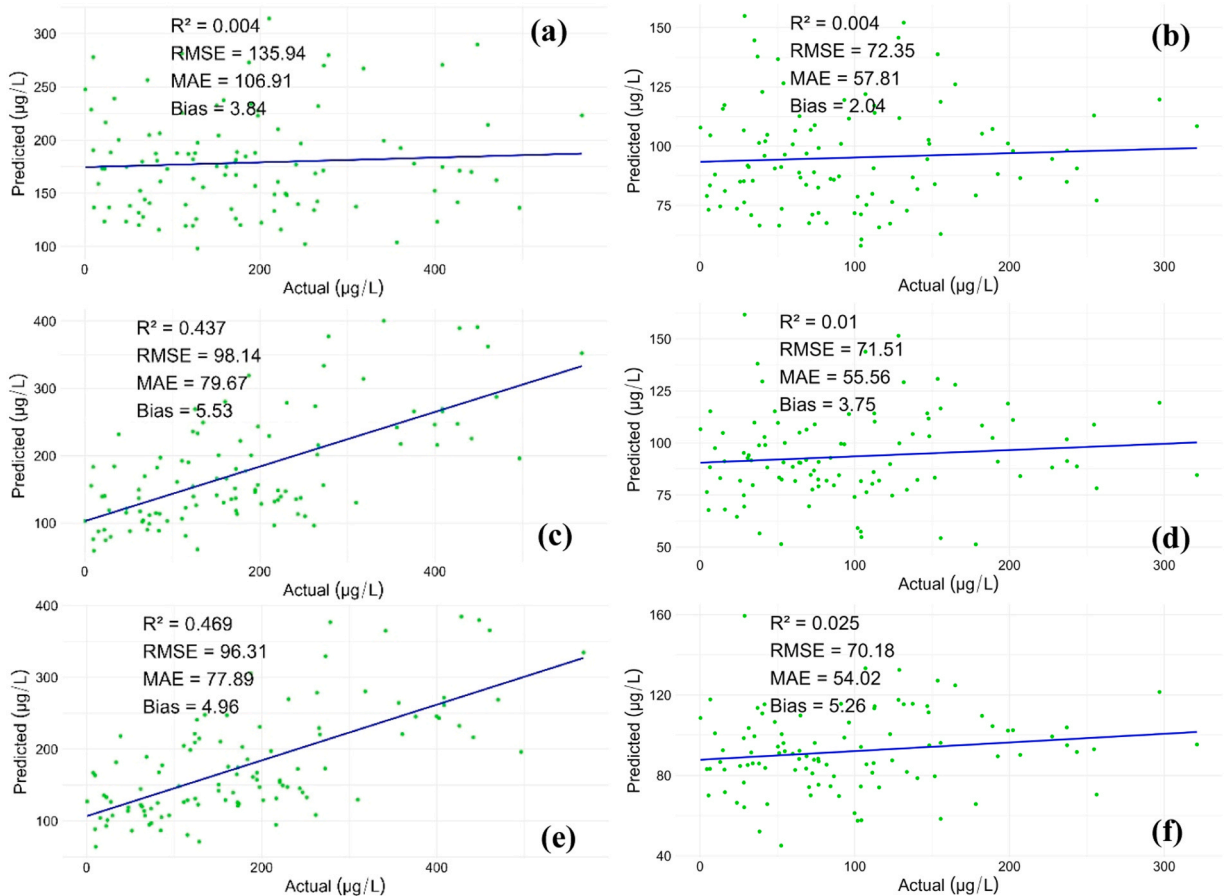 (a)
R² = 0.004
RMSE = 135.94
MAE = 106.91
Bias = 3.84
Predicted (µg/L)
300
250
200
150
100
0
200
400
Actual (µg/L)
(b)
R² = 0.004
RMSE = 72.35
MAE = 57.81
Bias = 2.04
Predicted (µg/L)
150
125
100
75
0
100
200
300
Actual (µg/L)
(c)
R² = 0.437
RMSE = 98.14
MAE = 79.67
Bias = 5.53
Predicted (µg/L)
400
300
200
100
0
200
400
Actual (µg/L)
(d)
R² = 0.01
RMSE = 71.51
MAE = 55.56
Bias = 3.75
Predicted (µg/L)
150
125
100
75
50
0
100
200
300
Actual (µg/L)
(e)
R² = 0.469
RMSE = 96.31
MAE = 77.89
Bias = 4.96
Predicted (µg/L)
400
300
200
100
0
200
400
Actual (µg/L)
(f)
R² = 0.025
RMSE = 70.18
MAE = 54.02
Bias = 5.26
Predicted (µg/L)
160
120
80
40
0
100
200
300
Actual (µg/L)